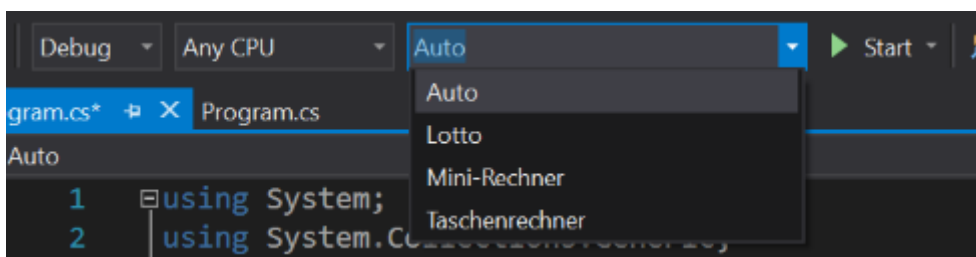 Debug Any CPU Auto Start
Auto
gram.cs* Program.cs
Lotto
Auto
Mini-Rechner
1 using System;
Taschenrechner
2 using System.C